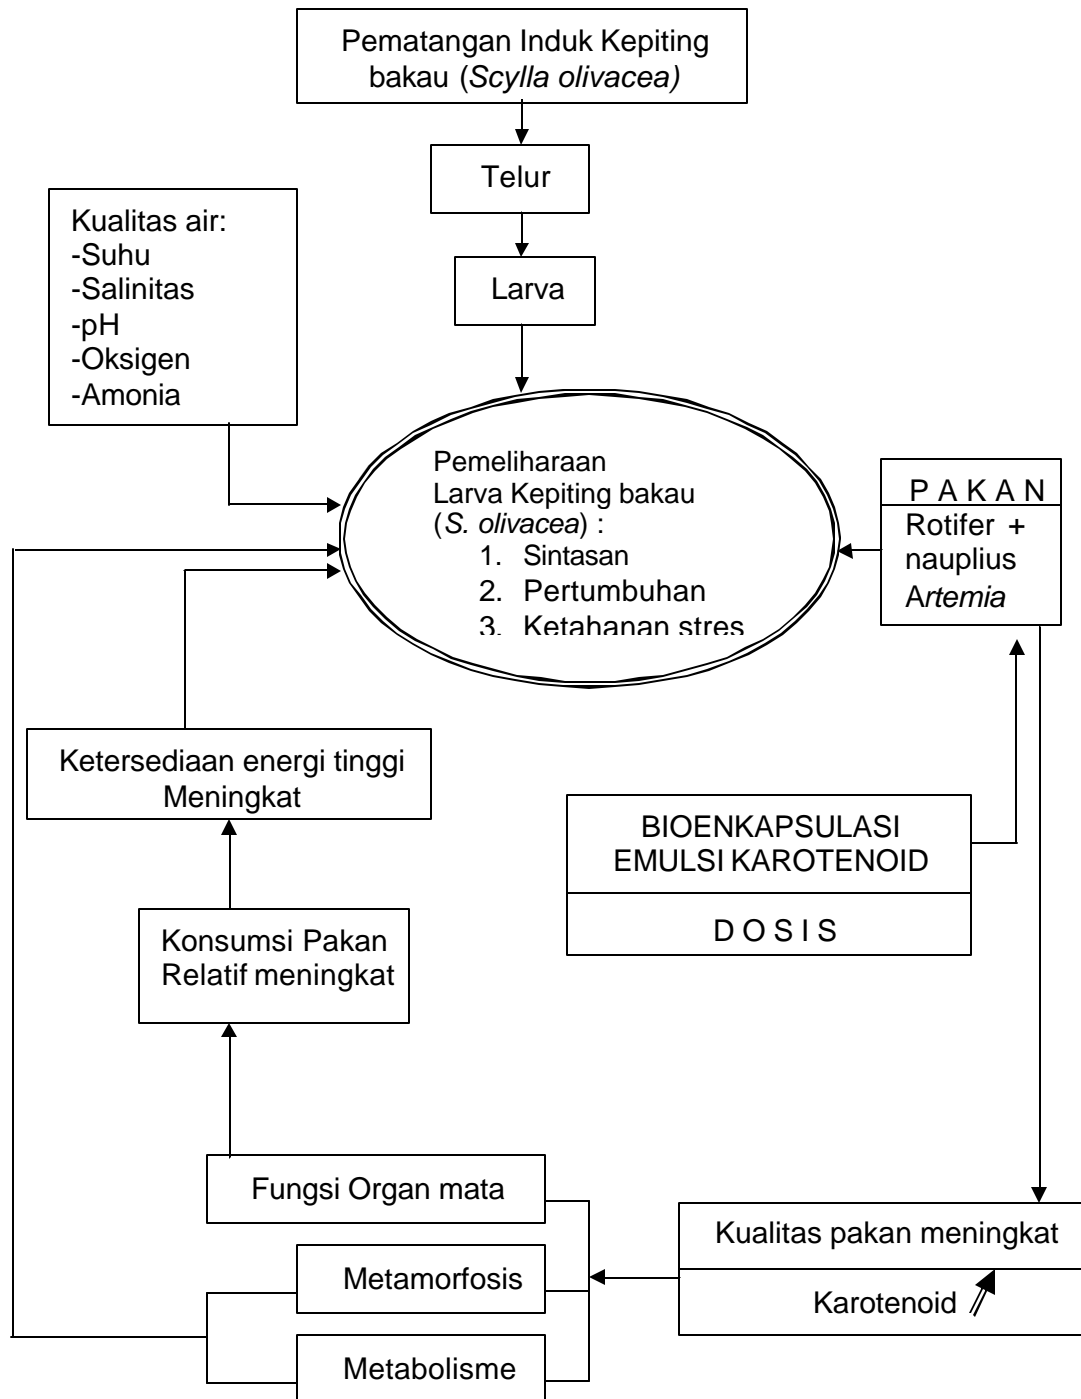 Pematangan Induk Kepiting
bakau (Scylla olivacea)
Telur
Kualitas air:
-Suhu
-Salinitas
-pH
-Oksigen
-Amonia
Larva
Pemeliharaan
Larva Kepiting bakau
(S. olivacea) :
1. Sintasan
2. Pertumbuhan
3. Ketahanan stres
P A K A N
Rotifer +
nauplius
Artemia
Ketersediaan energi tinggi
Meningkat
BIOENKAPSULASI
EMULSI KAROTENOID
D O S I S
Konsumsi Pakan
Relatif meningkat
Fungsi Organ mata
Metamorfosis
Metabolisme
Kualitas pakan meningkat
Karotenoid